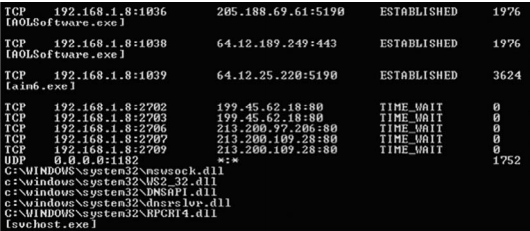 TCP 192.168.1.8:1036 205.188.69.61:5190 ESTABLISHED 1976
[AOLSoftware.exe]
TCP 192.168.1.8:1038 64.12.189.249:443 ESTABLISHED 1976
[AOLSoftware.exe]
TCP 192.168.1.8:1039 64.12.25.220:5190 ESTABLISHED 3624
[aim6.exe]
TCP 192.168.1.8:2702 199.45.62.18:80 TIME_WAIT 0
TCP 192.168.1.8:2703 199.45.62.18:80 TIME_WAIT 0
TCP 192.168.1.8:2706 213.200.97.206:80 TIME_WAIT 0
TCP 192.168.1.8:2707 213.200.109.28:80 TIME_WAIT 0
TCP 192.168.1.8:2709 213.200.109.28:80 TIME_WAIT 0
UDP 0.0.0.0:1182 *:* 1752
C:\WINDOWS\system32\mswsock.dll
c:\windows\system32\WS2_32.dll
c:\windows\system32\DNSAPI.dll
c:\windows\system32\dnsrslvr.dll
C:\WINDOWS\system32\RPCRT4.dll
[svchost.exe]